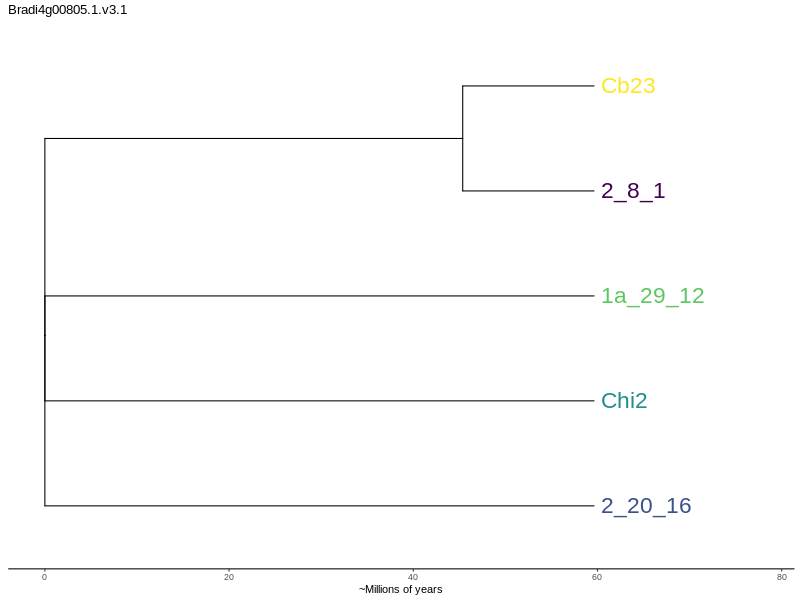 Bradi4g00805.1.v3.1
Cb23
2_8_1
1a_29_12
Chi2
2_20_16
0 20 40 60 80
~Millions of years